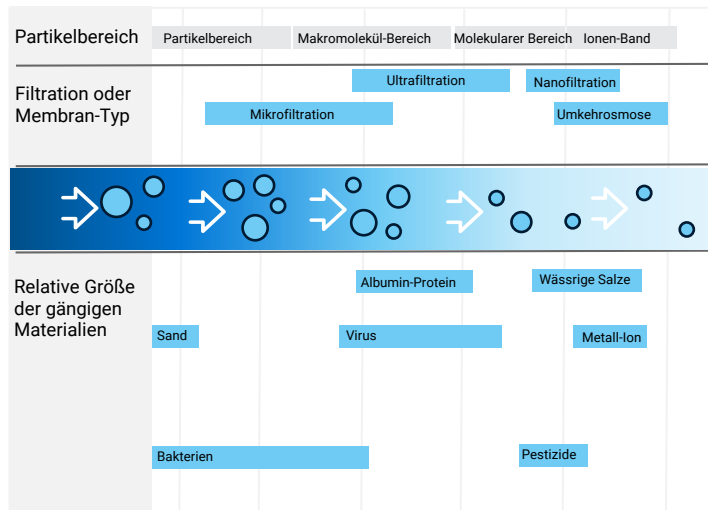 Partikelbereich
Partikelbereich
Makromolekül-Bereich
Molekularer Bereich
Ionen-Band
Filtration oder
Membran-Typ
Ultrafiltration
Nanofiltration
Mikrofiltration
Umkehrosmose
Relative Größe
der gängigen
Materialien
Albumin-Protein
Wässrige Salze
Sand
Virus
Metall-Ion
Bakterien
Pestizide